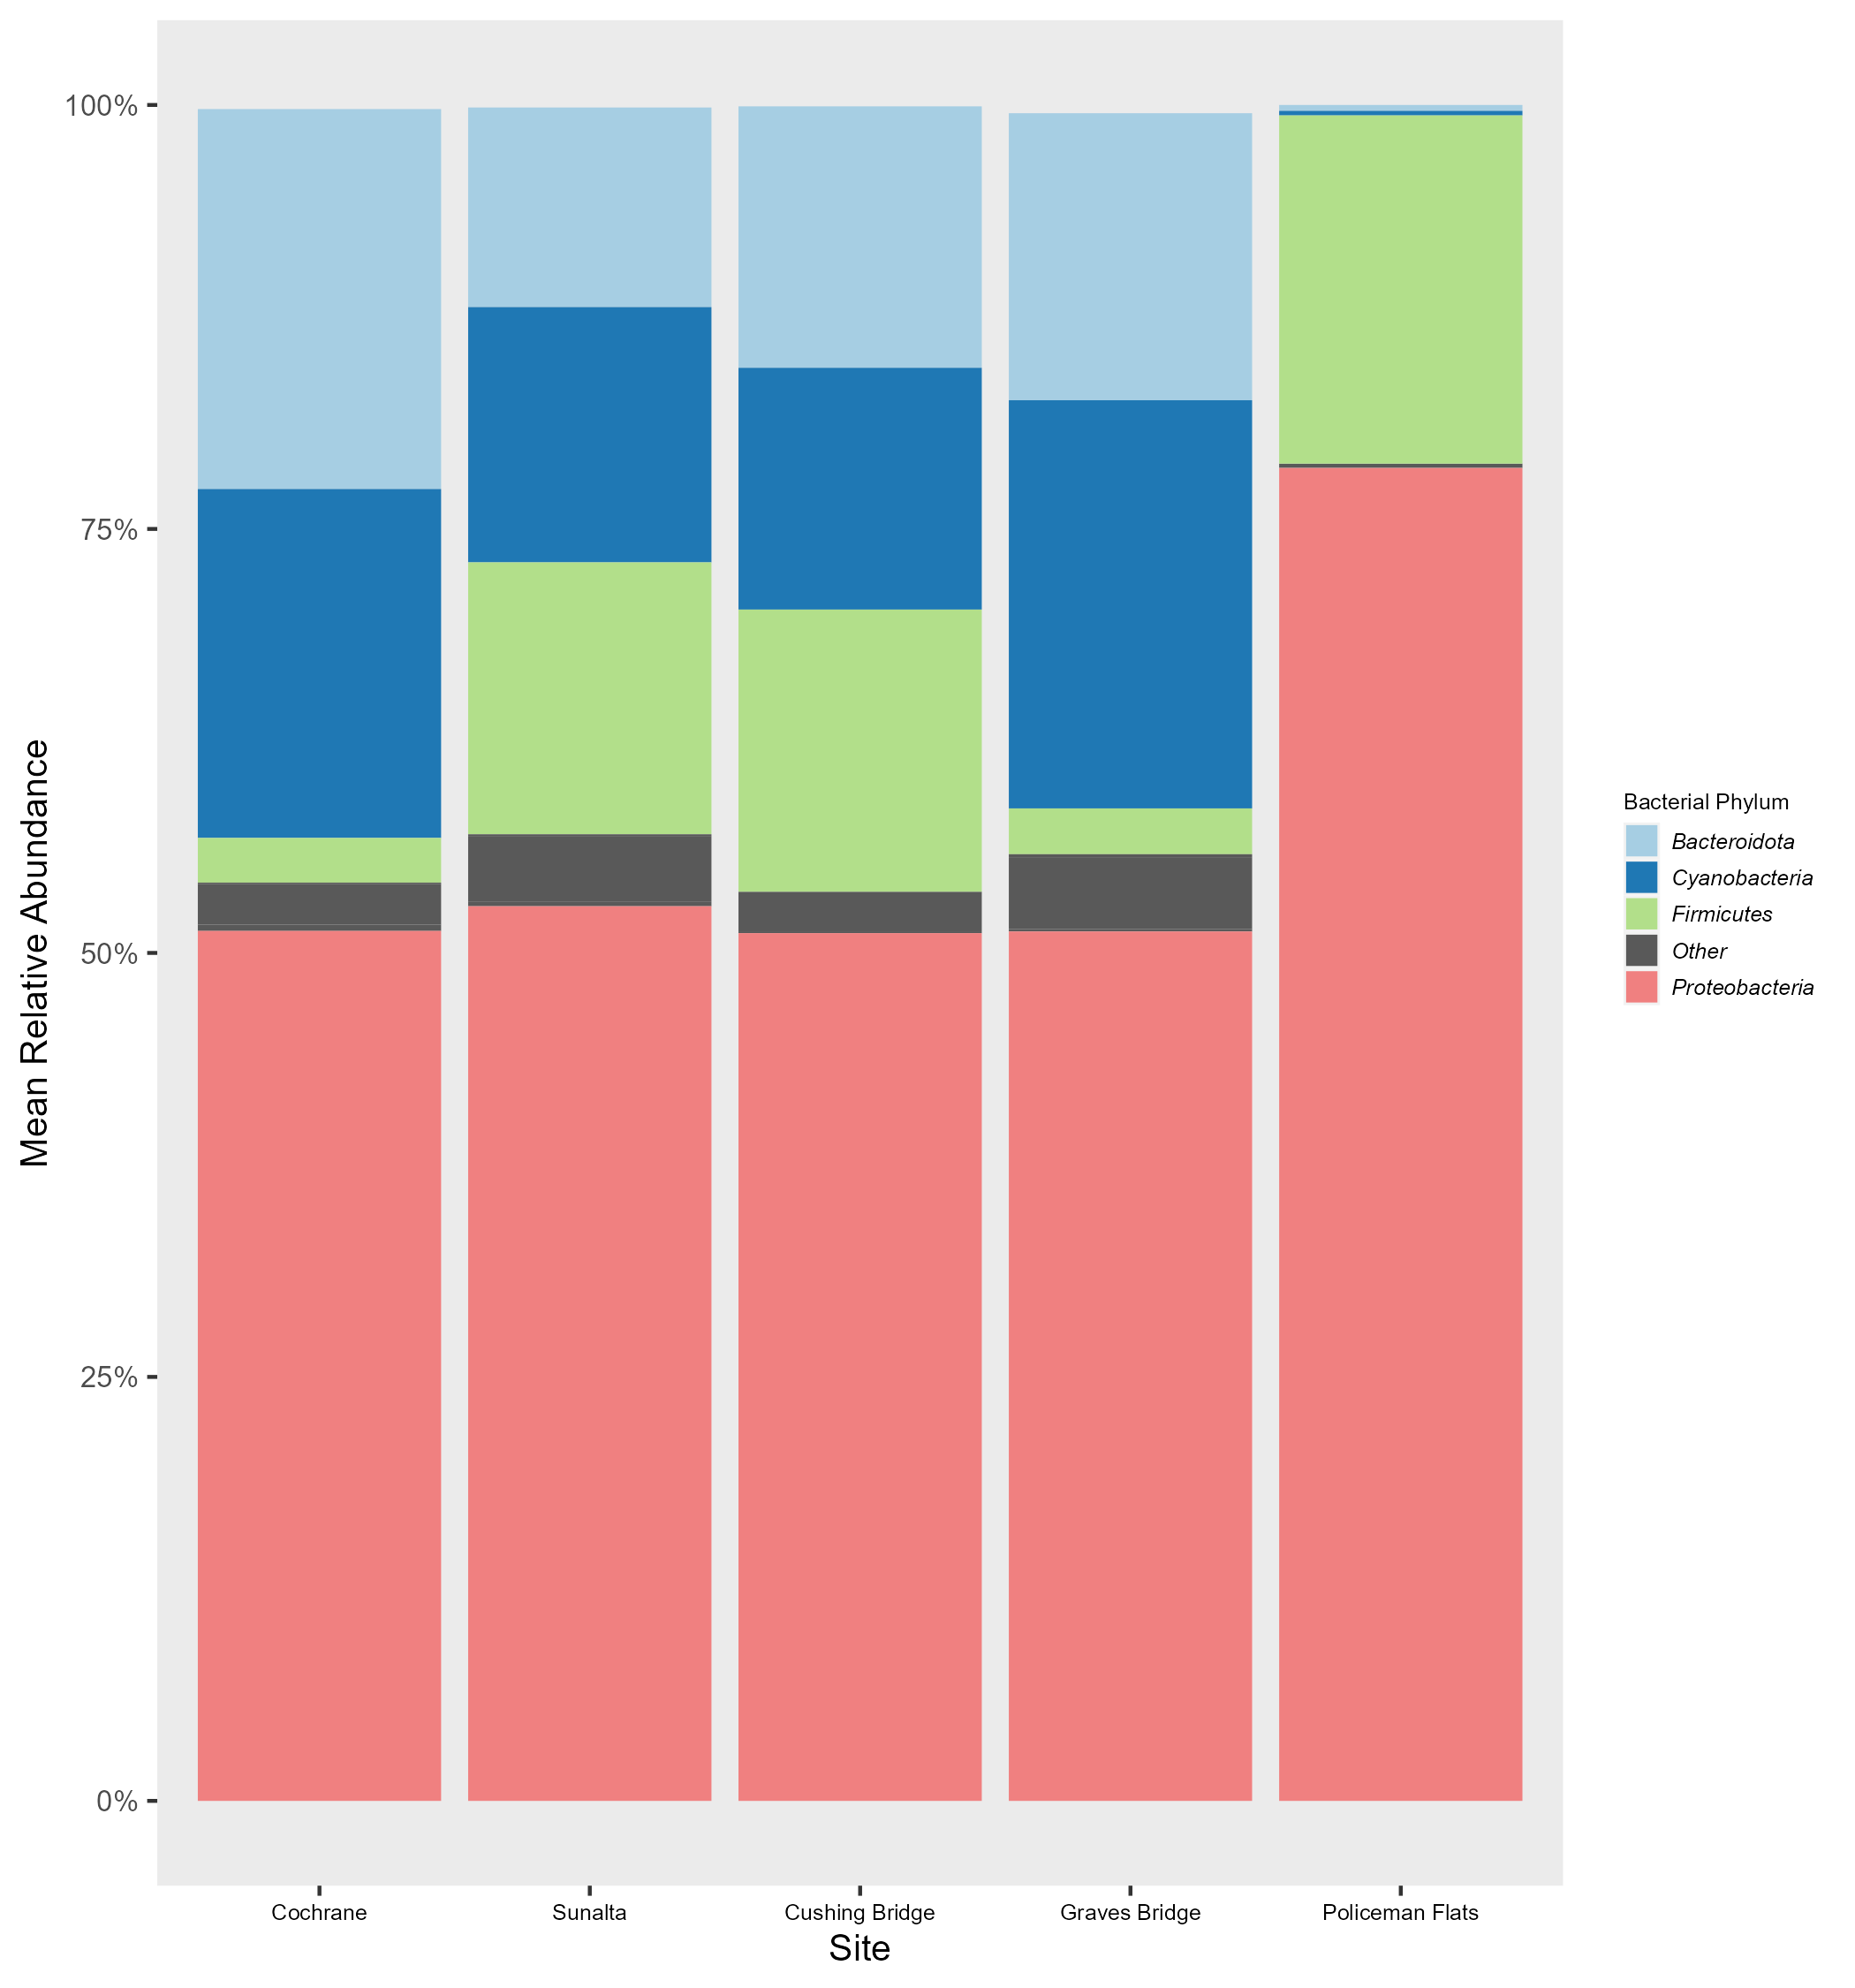 100%
75%
50%
25%
0%
Mean Relative Abundance
Cochrane
Sunalta
Cushing Bridge
Graves Bridge
Policeman Flats
Site
Bacterial Phylum
Bacteroidota
Cyanobacteria
Firmicutes
Other
Proteobacteria